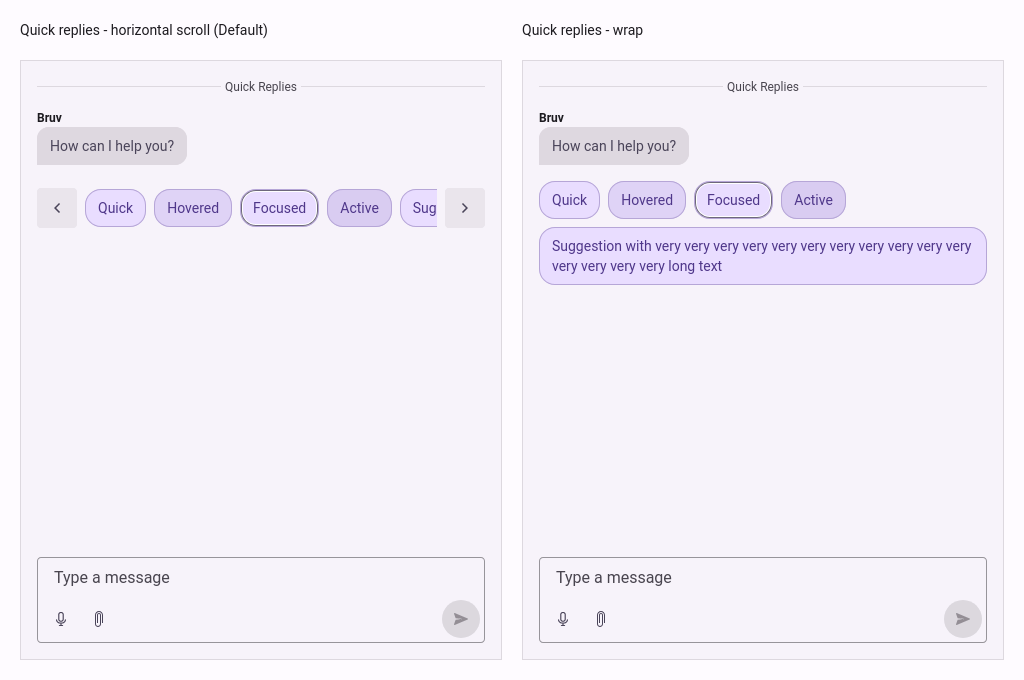 Quick replies - horizontal scroll (Default)
Quick Replies
Bruv
How can I help you?
Quick
Hovered
Focused
Active
Sug
Type a message
Quick replies - wrap
Quick Replies
Bruv
How can I help you?
Quick
Hovered
Focused
Active
Suggestion with very very very very very very very very very very very
very very very very long text
Type a message